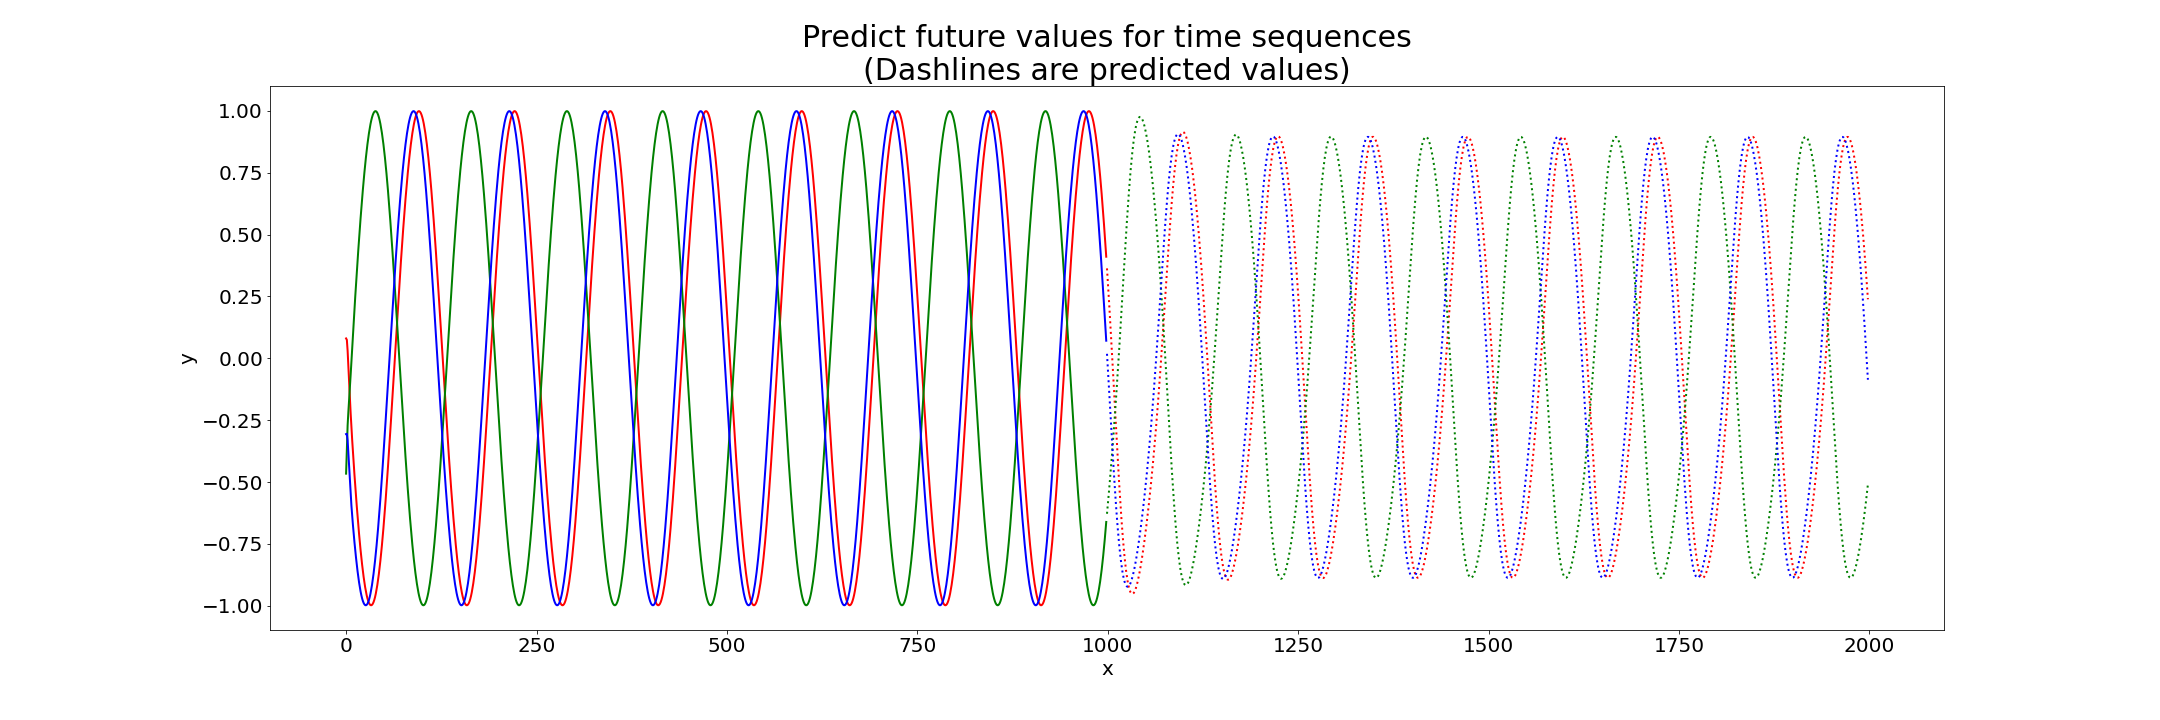 Predict future values for time sequences
(Dashlines are predicted values)
1.00
0.75
0.50
0.25
0.00
−0.25
−0.50
−0.75
−1.00
y
0 250 500 750 1000 1250 1500 1750 2000
x